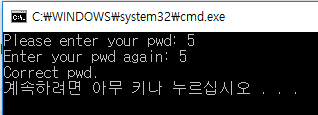 C:₩WINDOWS₩system32₩cmd.exe
Please enter your pwd: 5
Enter your pwd again: 5
Correct pwd.
계속하려면 아무 키나 누르십시오 . . .